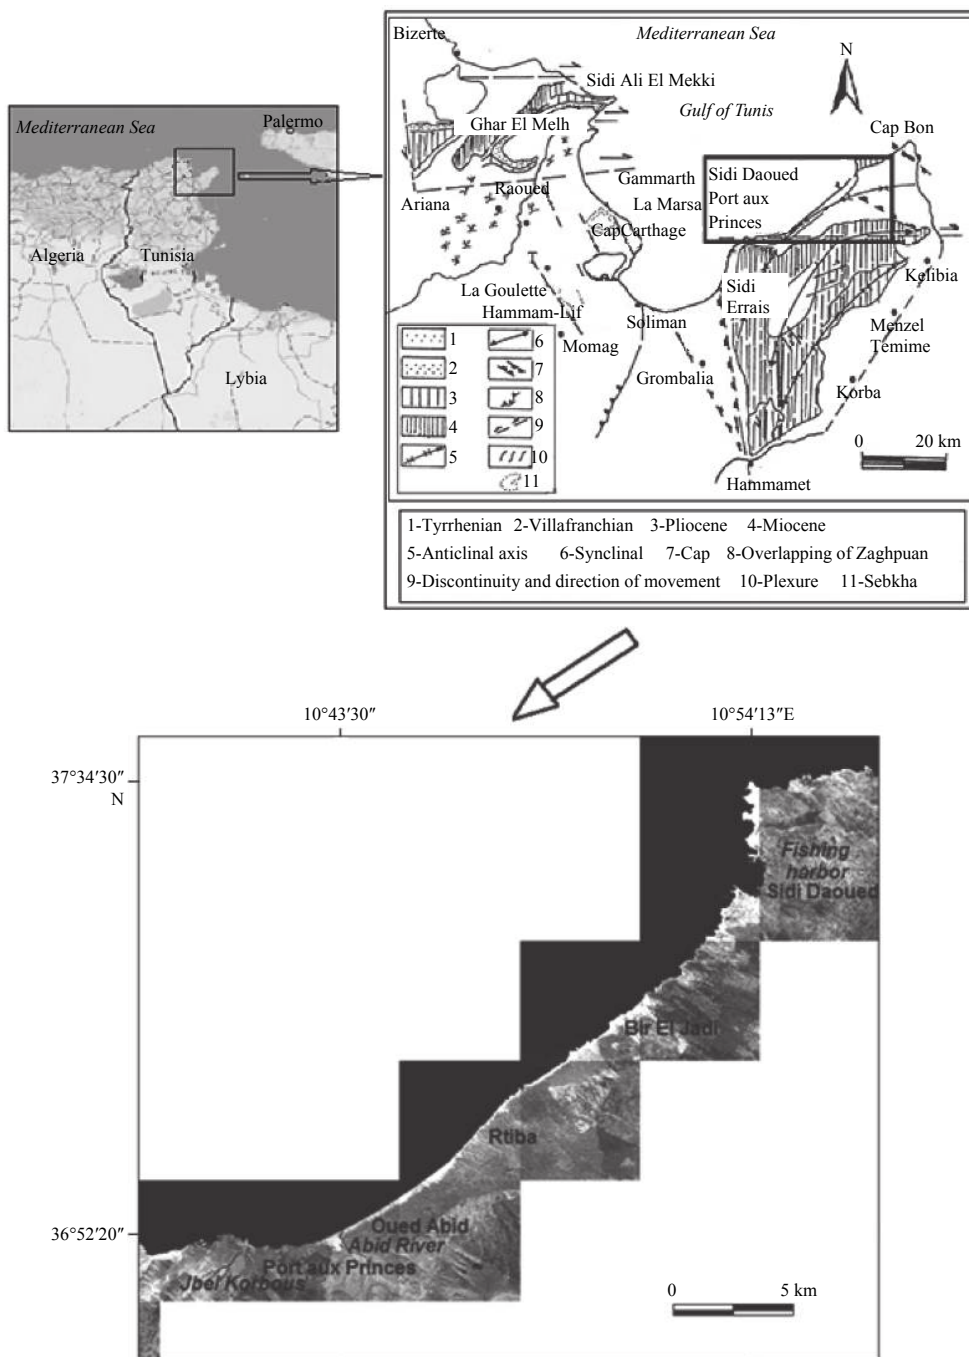 Mediterranean Sea
Palermo
Algeria
Tunisia
Lybia
Bizerte
Mediterranean Sea
N
Sidi Ali El Mekki
Gulf of Tunis
Ghar El Melh
Cap Bon
Gammarth
Sidi Daoued
Port aux
Princes
Raoued
Ariana
La Marsa
CapCarthage
Kelibia
La Goulette
Sidi
Errais
Hammam-Lif
Soliman
Menzel
Temime
Momag
Grombalia
Korba
0 20 km
Hammamet
1 6
2 7
3 8
4 9
5 10
11
1-Tyrrhenian 2-Villafranchian 3-Pliocene 4-Miocene
5-Anticlinal axis 6-Synclinal 7-Cap 8-Overlapping of Zaghpuan
9-Discontinuity and direction of movement 10-Plexure 11-Sebkha
10°43′30″ 10°54′13″E
37°34′30″
N
Fishing
harbor
Sidi Daoued
Bir El Jadi
Rtiba
36°52′20″
Oued Abid
Abid River
Port aux Princes
Jbel Korbous
0 5 km